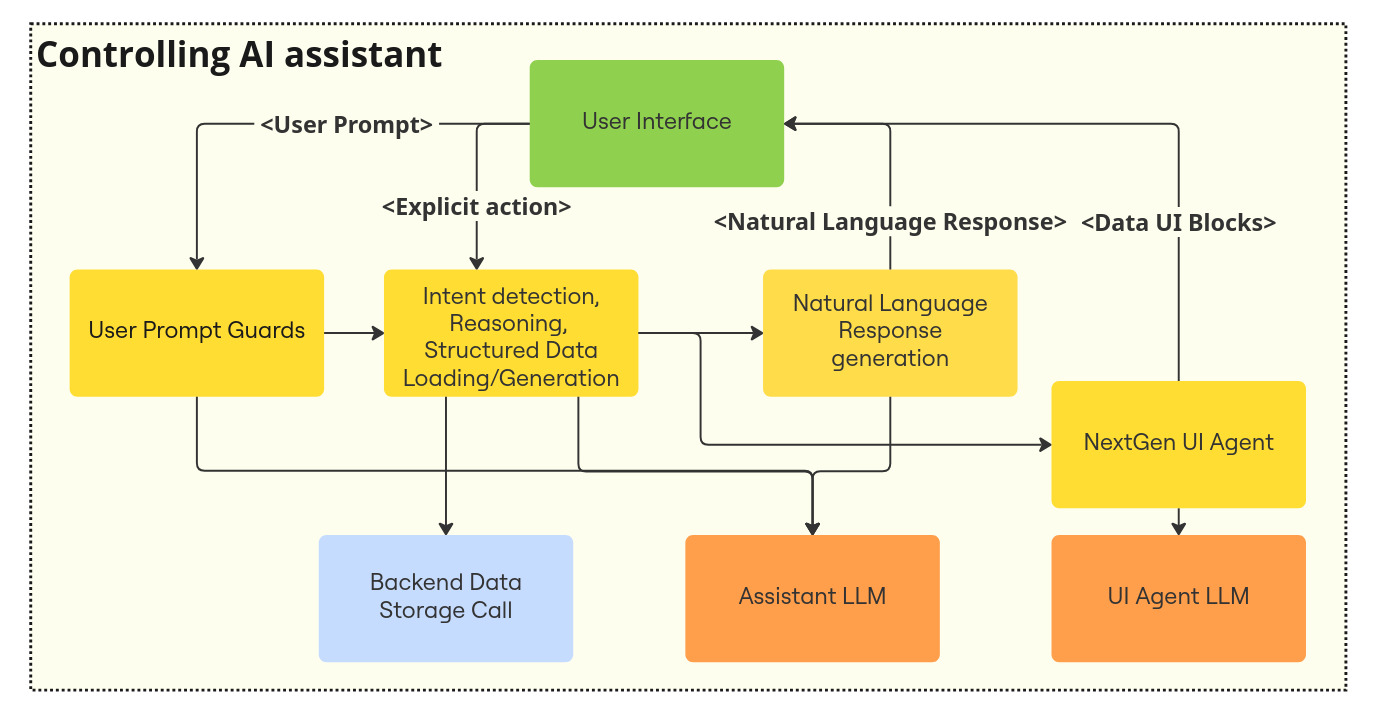 Controlling AI assistant
User Interface
<User Prompt>
<Explicit action>
<Natural Language Response>
<Data UI Blocks>
User Prompt Guards
Intent detection,
Reasoning,
Structured Data
Loading/Generation
Natural Language
Response
generation
NextGen UI Agent
Backend Data
Storage Call
Assistant LLM
UI Agent LLM